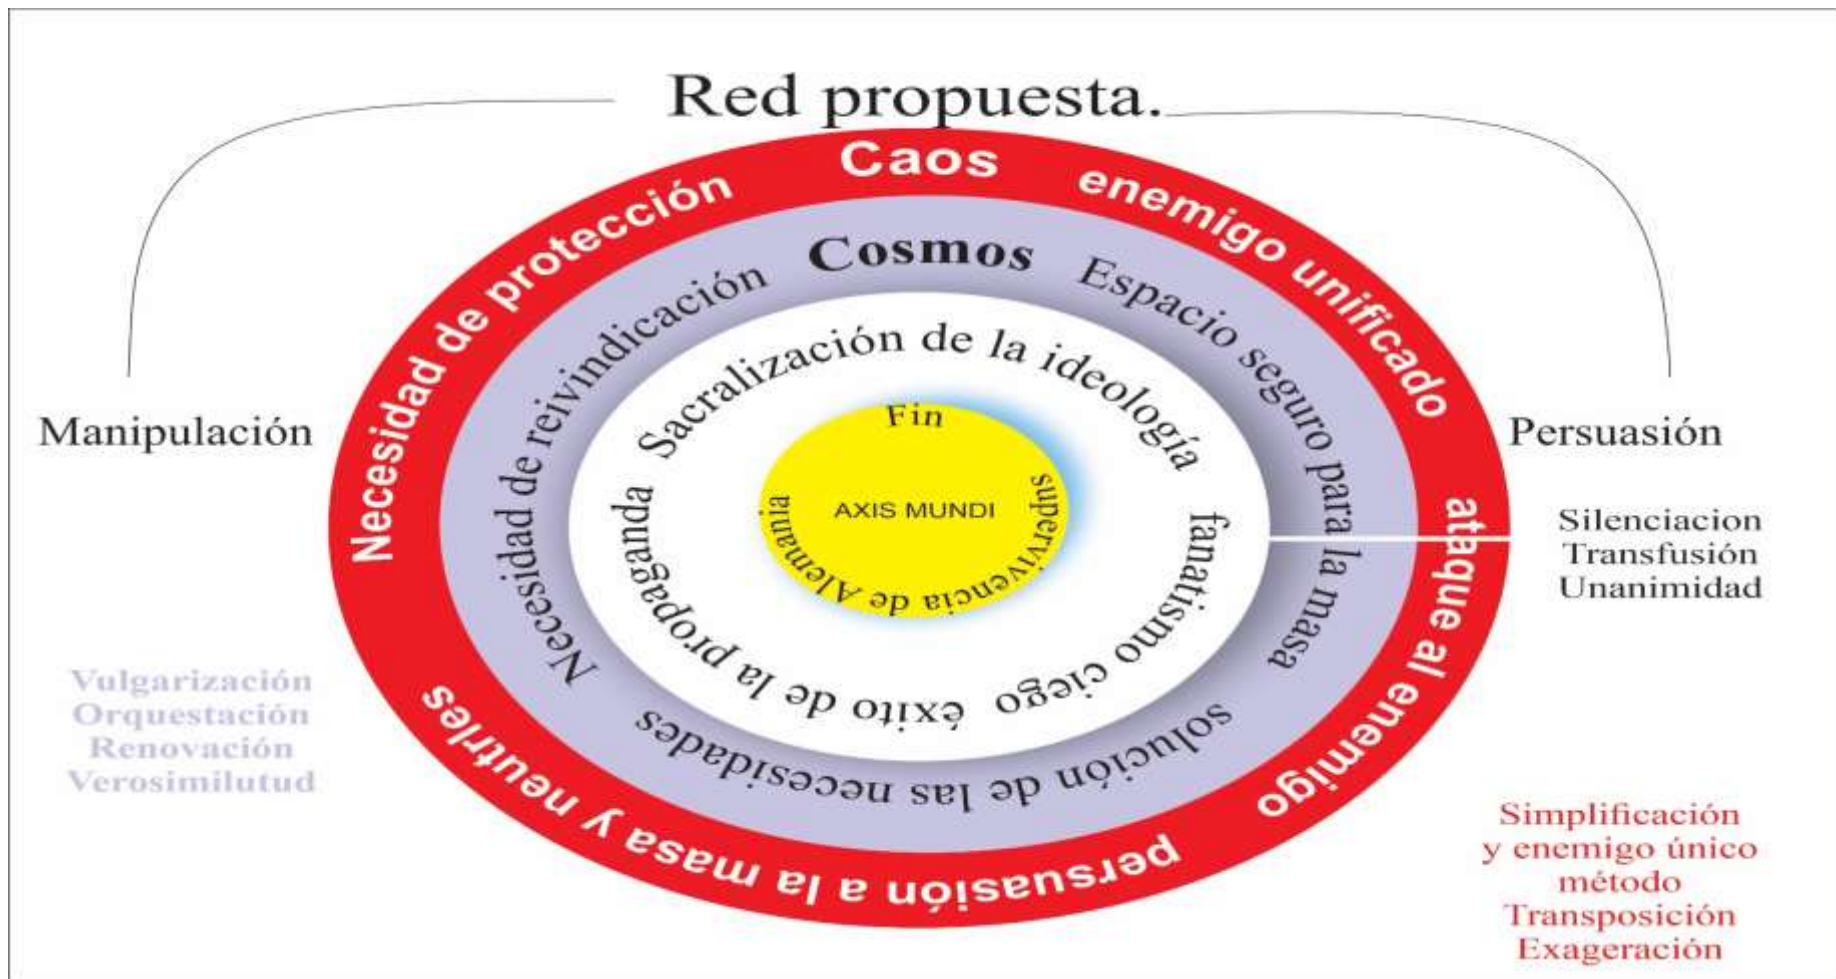 Red propuesta.
Caos
enemigo unificado
ataque al enemigo
persuasión a la masa y neutrles
Necesidad de protección
Cosmos
Espacio seguro para la masa
solución de las necesidades
Necesidad de reivindicación
Sacralización de la ideología
fanatismo ciego
éxito de la propaganda
Fin
supervivencia de Alemania
AXIS MUNDI
Manipulación
Persuasión
Silenciacion
Transfusión
Unanimidad
Vulgarización
Orquestación
Renovación
Verosimilutud
Simplificación
y enemigo único
método
Transposición
Exageración